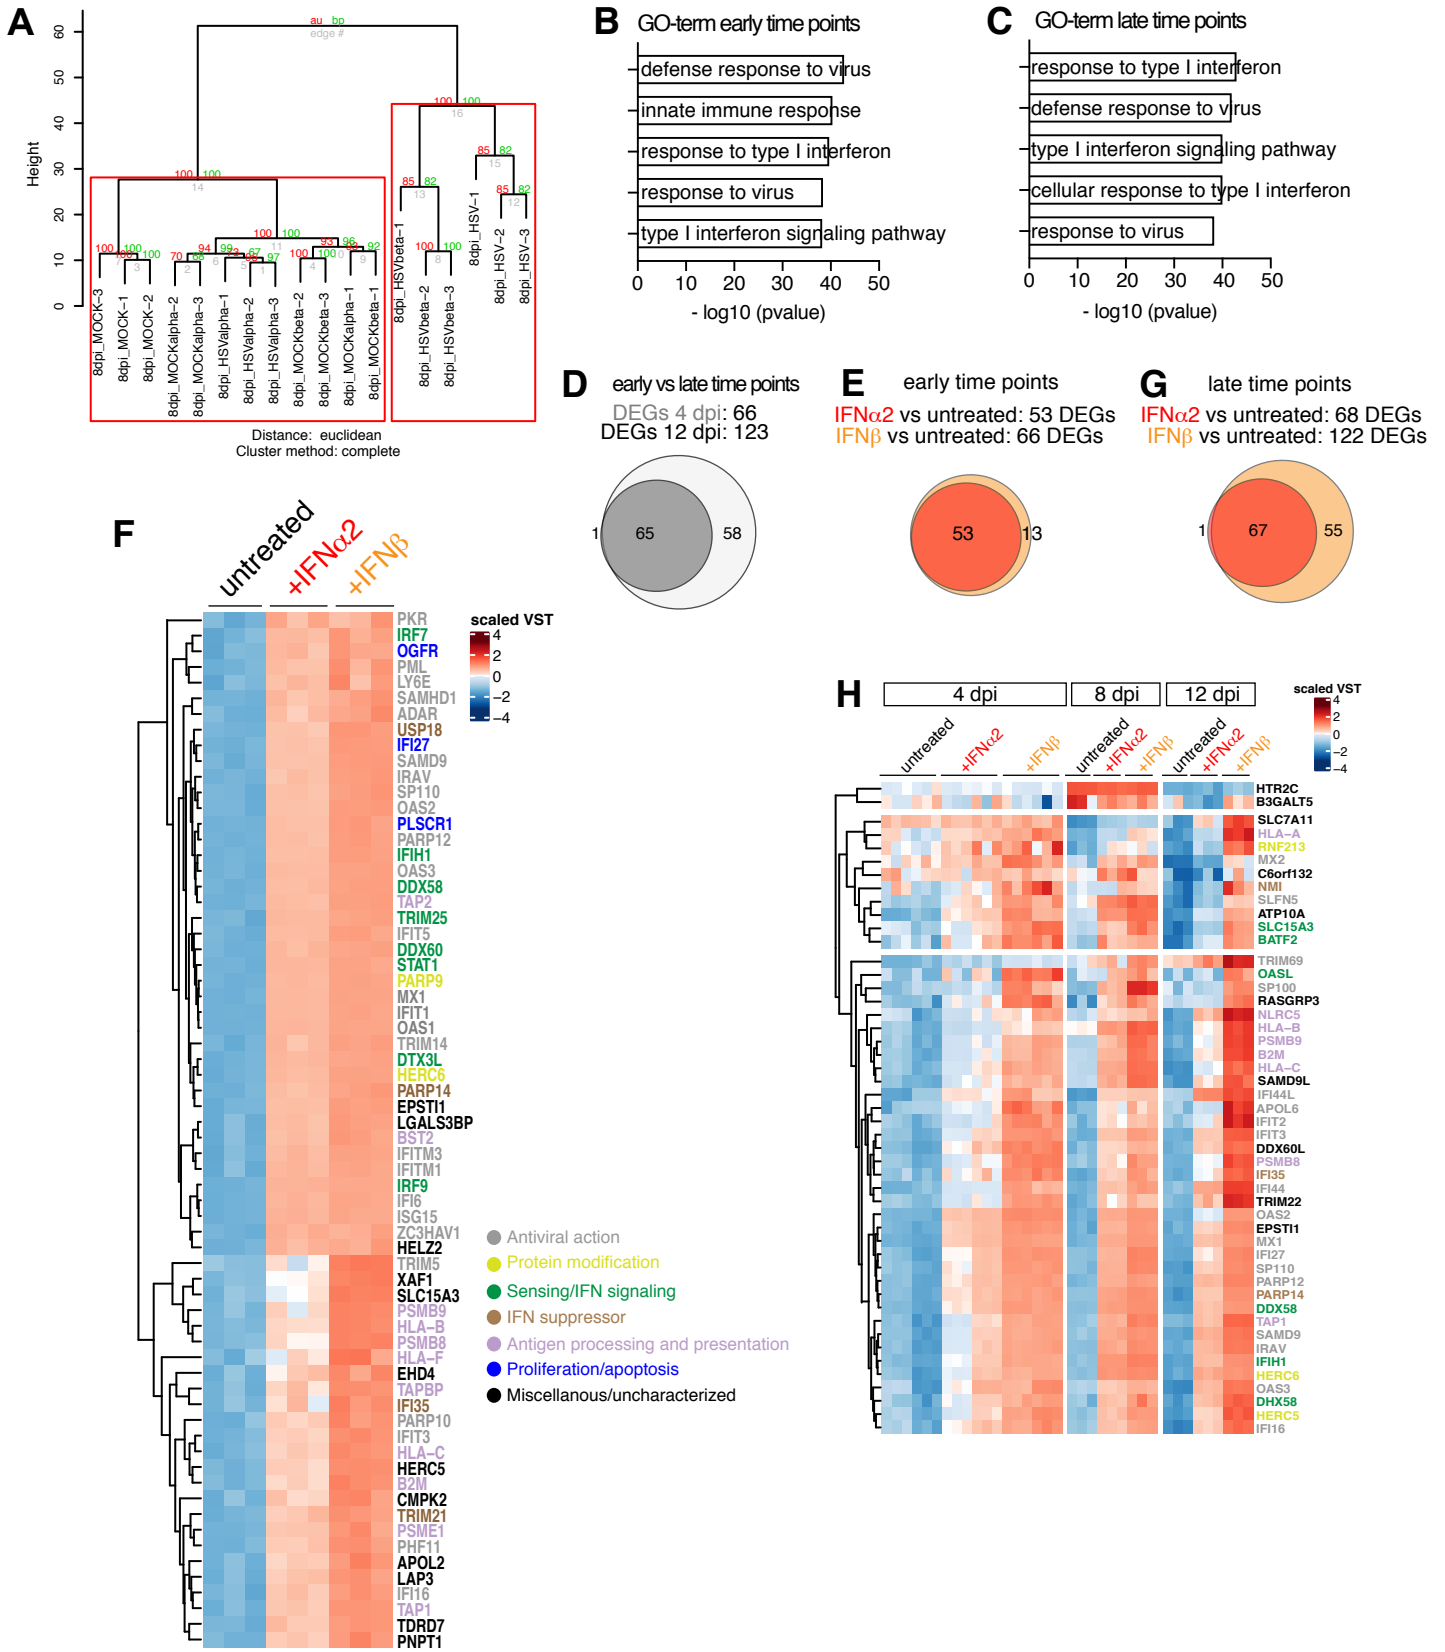 A
au bp
edge #
Height
60
50
40
30
20
10
0
100 100
16
100 100
14
85 82
15
85 82
13
85 82
12
100 100
11
100 100
8
100 100
3
70 68
2
94 99
97
1
100 100
4
93 96
92
9
8dpi_MOCK−3
8dpi_MOCK−1
8dpi_MOCK−2
8dpi_MOCKalpha−2
8dpi_MOCKalpha−3
8dpi_HSValpha−1
8dpi_HSValpha−2
8dpi_HSValpha−3
8dpi_MOCKbeta−2
8dpi_MOCKbeta−3
8dpi_MOCKalpha−1
8dpi_MOCKbeta−1
8dpi_HSVbeta−1
8dpi_HSVbeta−2
8dpi_HSVbeta−3
8dpi_HSV−1
8dpi_HSV−2
8dpi_HSV−3
Distance: euclidean
Cluster method: complete
B
GO-term early time points
defense response to virus
innate immune response
response to type I interferon
response to virus
type I interferon signaling pathway
0 10 20 30 40 50
- log10 (pvalue)
C
GO-term late time points
response to type I interferon
defense response to virus
type I interferon signaling pathway
cellular response to type I interferon
response to virus
0 10 20 30 40 50
- log10 (pvalue)
D
early vs late time points
DEGs 4 dpi: 66
DEGs 12 dpi: 123
1 65 58
E
early time points
IFNα2 vs untreated: 53 DEGs
IFNβ vs untreated: 66 DEGs
53 13
G
late time points
IFNα2 vs untreated: 68 DEGs
IFNβ vs untreated: 122 DEGs
1 67 55
F
untreated
+IFNα2
+IFNβ
scaled VST
4
2
0
−2
−4
PKR
IRF7
OGFR
PML
LY6E
SAMHD1
ADAR
USP18
IFI27
SAMD9
IRAV
SP110
OAS2
PLSCR1
PARP12
IFIH1
OAS3
DDX58
TAP2
TRIM25
IFIT5
DDX60
STAT1
PARP9
MX1
IFIT1
OAS1
TRIM14
DTX3L
HERC6
PARP14
EPSTI1
LGALS3BP
BST2
IFITM3
IFITM1
IRF9
IFI6
ISG15
ZC3HAV1
HELZ2
TRIM5
XAF1
SLC15A3
PSMB9
HLA−B
PSMB8
HLA−F
EHD4
TAPBP
IFI35
PARP10
IFIT3
HLA−C
HERC5
B2M
CMPK2
TRIM21
PSME1
PHF11
APOL2
LAP3
IFI16
TAP1
TDRD7
PNPT1
Antiviral action
Protein modification
Sensing/IFN signaling
IFN suppressor
Antigen processing and presentation
Proliferation/apoptosis
Miscellanous/uncharacterized
H
4 dpi
8 dpi
12 dpi
untreated
+IFNα2
+IFNβ
untreated
+IFNα2
+IFNβ
untreated
+IFNα2
+IFNβ
scaled VST
4
2
0
−2
−4
HTR2C
B3GALT5
SLC7A11
HLA−A
RNF213
MX2
C6orf132
NMI
SLFN5
ATP10A
SLC15A3
BATF2
TRIM69
OASL
SP100
RASGRP3
NLRC5
HLA−B
PSMB9
B2M
HLA−C
SAMD9L
IFI44L
APOL6
IFIT2
IFIT3
DDX60L
PSMB8
IFI35
IFI44
TRIM22
OAS2
EPSTI1
MX1
IFI27
SP110
PARP12
PARP14
DDX58
TAP1
SAMD9
IRAV
IFIH1
HERC6
OAS3
DHX58
HERC5
IFI16